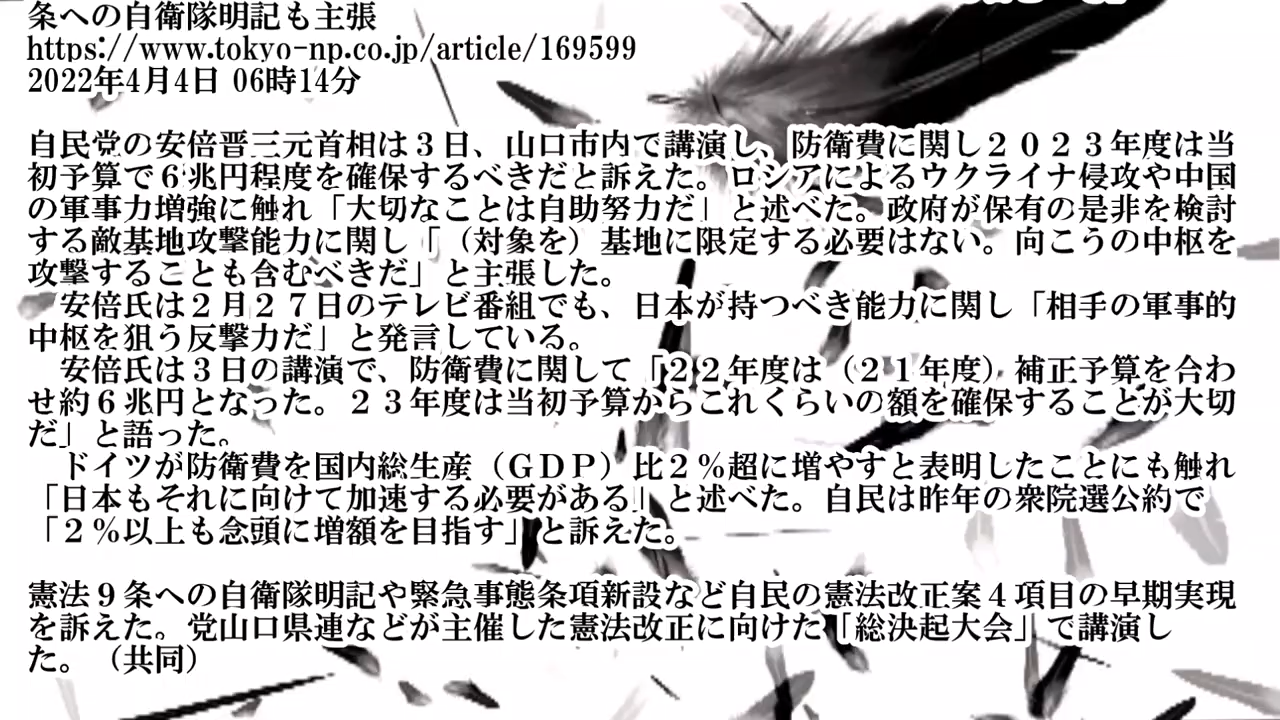 条への自衛隊明記も主張
https://www.tokyo-np.co.jp/article/169599
2022年4月4日 06時14分
自民党の安倍晋三元首相は３日、山口市内で講演し、防衛費に関し２０２３年度は当
初予算で６兆円程度を確保するべきだと訴えた。ロシアによるウクライナ侵攻や中国
の軍事力増強に触れ「大切なことは自助努力だ」と述べた。政府が保有の是非を検討
する敵基地攻撃能力に関し「（対象を）基地に限定する必要はない。向こうの中枢を
攻撃することも含むべきだ」と主張した。
　安倍氏は２月２７日のテレビ番組でも、日本が持つべき能力に関し「相手の軍事的
中枢を狙う反撃力だ」と発言している。
　安倍氏は３日の講演で、防衛費に関して「２２年度は（２１年度）補正予算を合わ
せ約６兆円となった。２３年度は当初予算からこれくらいの額を確保することが大切
だ」と語った。
　ドイツが防衛費を国内総生産（ＧＤＰ）比２％超に増やすと表明したことにも触れ
「日本もそれに向けて加速する必要がある」と述べた。自民は昨年の衆院選公約で
「２％以上も念頭に増額を目指す」と訴えた。
憲法９条への自衛隊明記や緊急事態条項新設など自民の憲法改正案４項目の早期実現
を訴えた。党山口県連などが主催した憲法改正に向けた「総決起大会」で講演し
た。（共同）